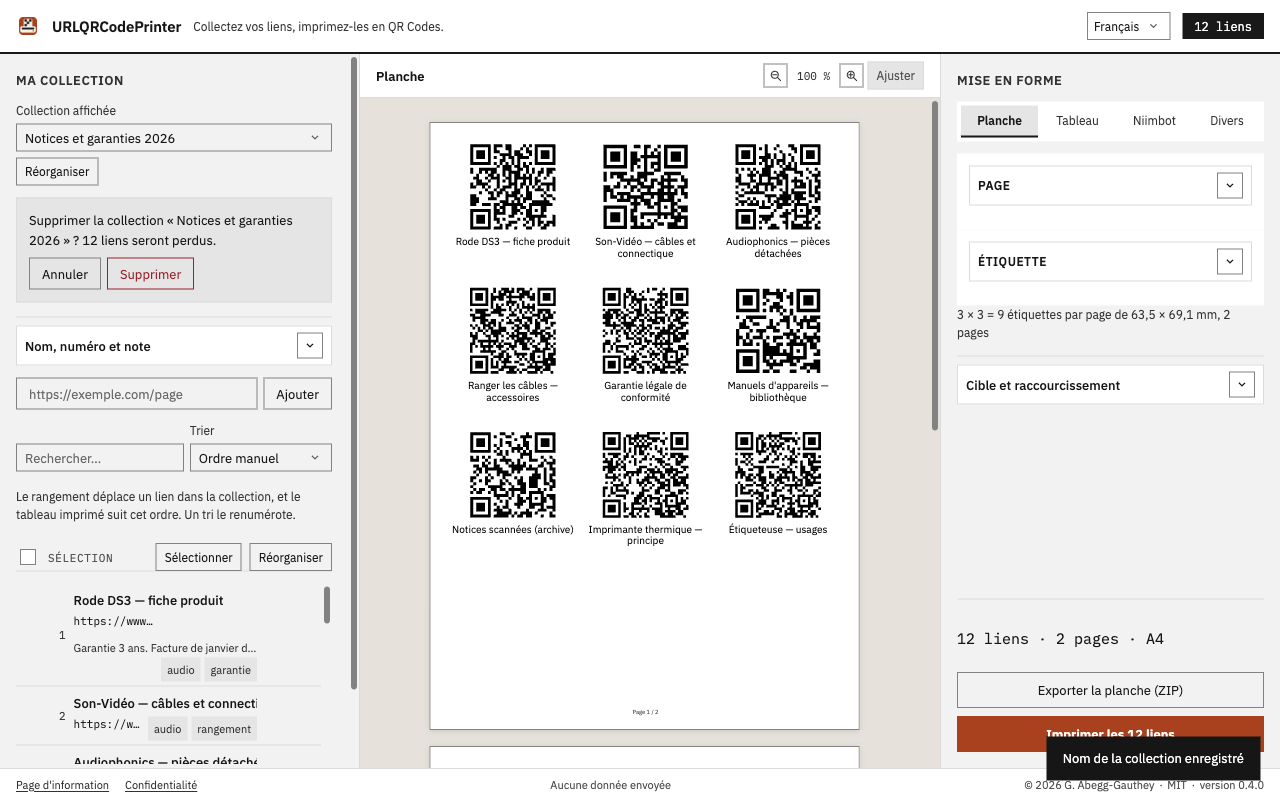 URLQRCodePrinter
Collectez vos liens, imprimez-les en QR Codes.
Français
12 liens
MA COLLECTION
Collection affichée
Notices et garanties 2026
Réorganiser
Supprimer la collection « Notices et garanties
2026 » ? 12 liens seront perdus.
Annuler
Supprimer
Nom, numéro et note
https://exemple.com/page
Ajouter
Trier
Rechercher...
Ordre manuel
Le rangement déplace un lien dans la collection, et le
tableau imprimé suit cet ordre. Un tri le renumérote.
SÉLECTION
Sélectionner
Réorganiser
1
Rode DS3 — fiche produit
https://www…
Garantie 3 ans. Facture de janvier d…
audio
garantie
2
Son-Vidéo — câbles et connecti
https://w…
audio
rangement
Audiophonics — pièces détaché
Planche
100 %
Ajuster
Rode DS3 — fiche produit
Son-Vidéo — câbles et
connectique
Audiophonics — pièces
détachées
Ranger les câbles —
accessoires
Garantie légale de
conformité
Manuels d'appareils —
bibliothèque
Notices scannées (archive)
Imprimante thermique —
principe
Étiqueteuse — usages
Page 1 / 2
MISE EN FORME
Planche
Tableau
Niimbot
Divers
PAGE
ÉTIQUETTE
3 × 3 = 9 étiquettes par page de 63,5 × 69,1 mm, 2
pages
Cible et raccourcissement
12 liens · 2 pages · A4
Exporter la planche (ZIP)
Imprimer les 12 liens
Nom de la collection enregistré
Page d'information
Confidentialité
Aucune donnée envoyée
© 2026 G. Abegg-Gauthey · MIT · version 0.4.0